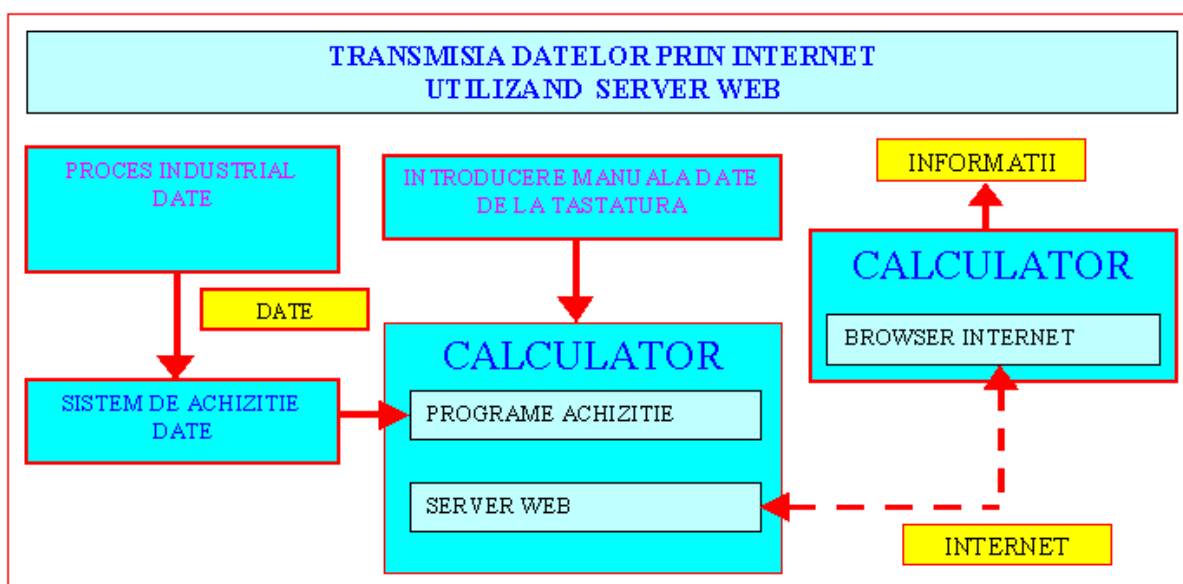 TRANSMISIA DATELOR PRIN INTERNET
UTILIZAND SERVER WEB
PROCES INDUSTRIAL
DATE
INTRODUCERE MANUALA DATE
DE LA TASTATURA
INFORMATII
CALCULATOR
BROWSER INTERNET
DATE
CALCULATOR
PROGRAME ACHIZITIE
SERVER WEB
SISTEM DE ACHIZITIE
DATE
INTERNET